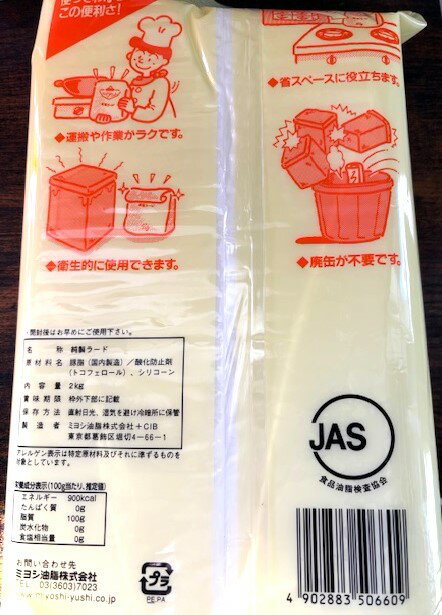 この便利さ!
◆運搬や作業がラクです。
◆衛生的に使用できます。
◆省スペースに役立ちます。
◆廃缶が不要です。
・開封後はお早めにご使用下さい。
名 称 純製ラード
原材料名 豚脂(国内製造)/酸化防止剤
(トコフェロール)、シリコーン
内容量 2kg
賞味期限 枠外下部に記載
保存方法 直射日光、湿気を避け冷暗所に保管
製造者 ミヨシ油脂株式会社+CIB
東京都葛飾区堀切4-66-1
アレルゲン表示は特定原材料及びそれに準ずるものを
対象としています。
栄養成分表示(100g当たり、推定値)
エネルギー 900kcal
たんぱく質 0g
脂質 100g
炭水化物 0g
食塩相当量 0g
お問い合わせ先
ミヨシ油脂株式会社
TEL 03(3603)7023
www.miyoshi-yushi.co.jp/
プラ
PE,PA
JAS
食品油脂検査協会
4 902883 506609